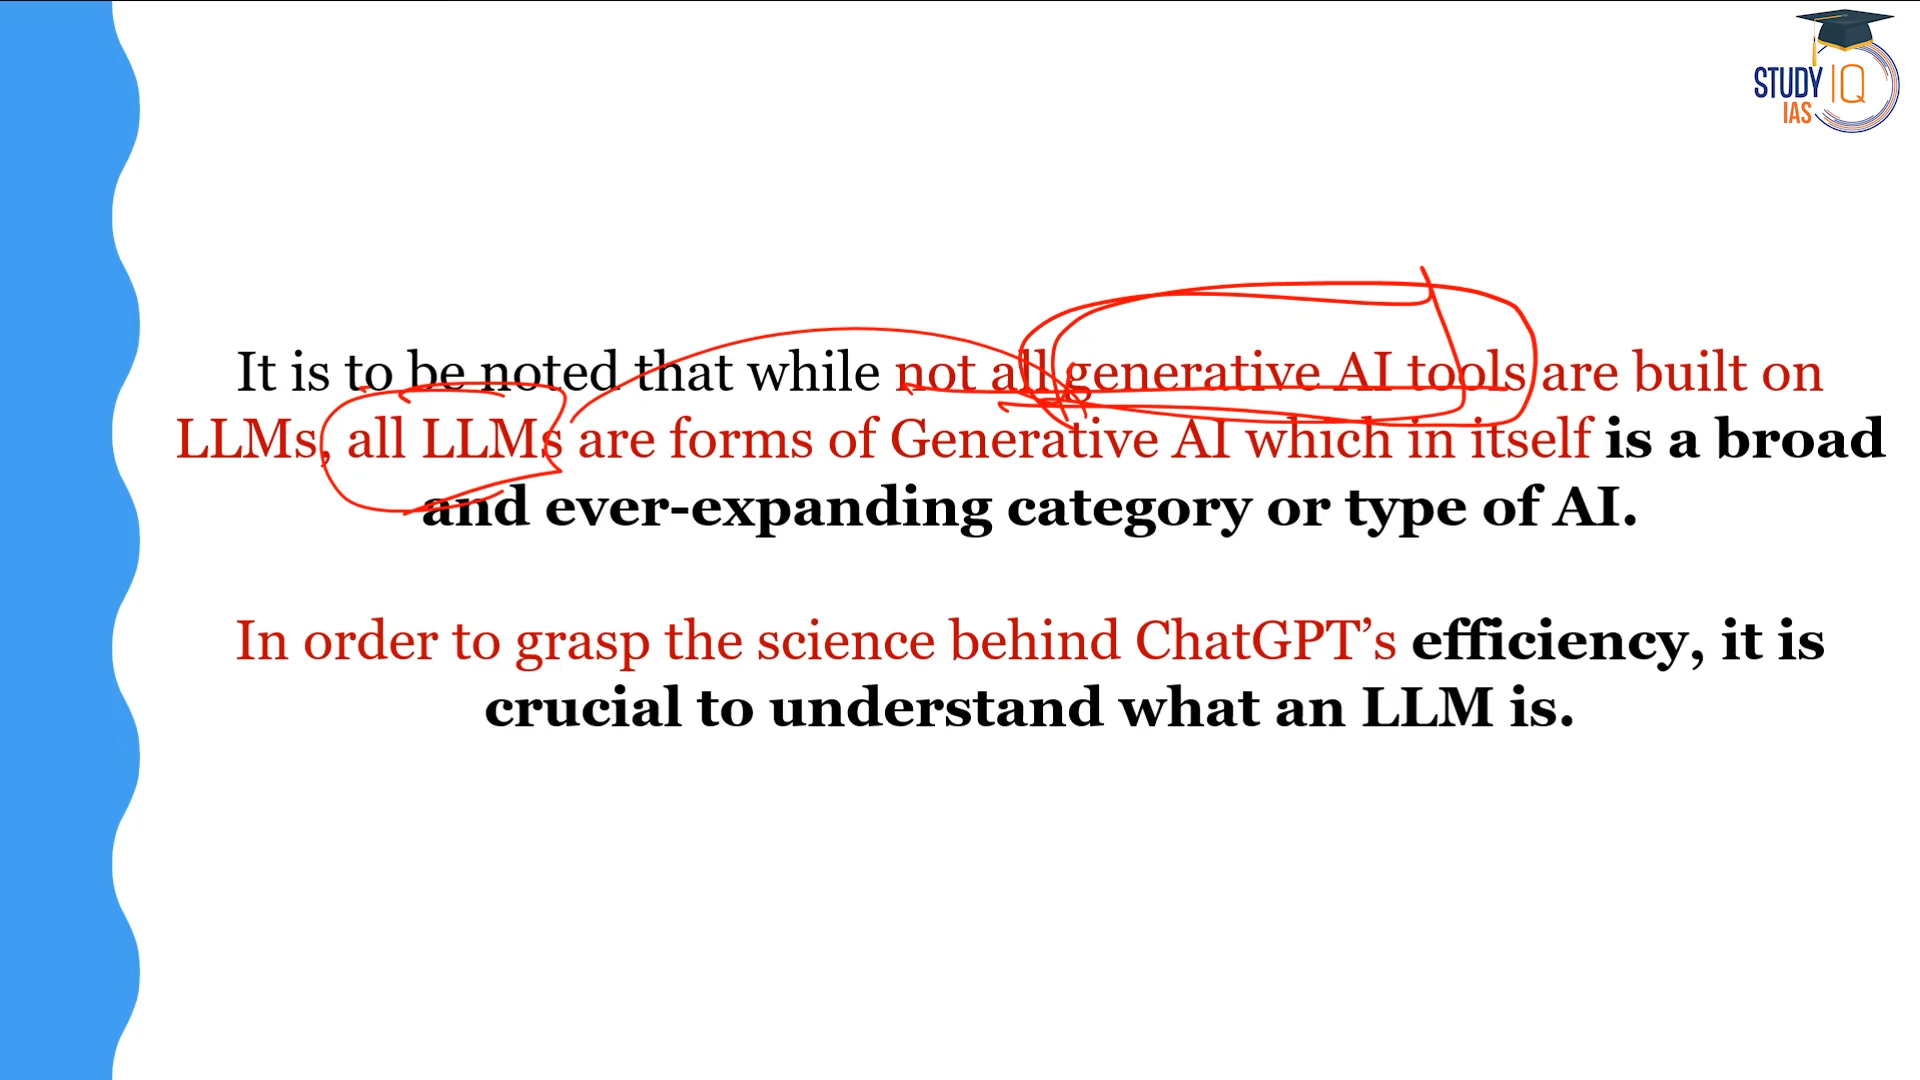 STUDY IQ
IAS
It is to be noted that while not all generative AI tools are built on
LLMs, all LLMs are forms of Generative AI which in itself is a broad
and ever-expanding category or type of AI.
In order to grasp the science behind ChatGPT’s efficiency, it is
crucial to understand what an LLM is.